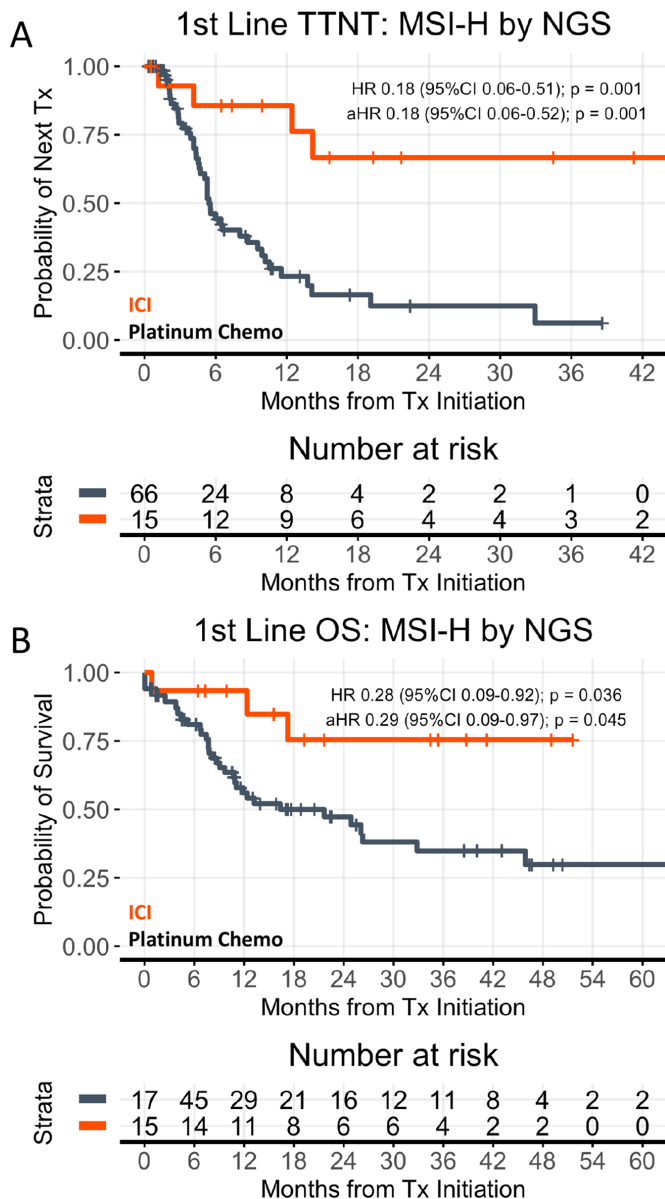 A
1st Line TTNT: MSI-H by NGS
HR 0.18 (95%CI 0.06-0.51); p = 0.001
aHR 0.18 (95%CI 0.06-0.52); p = 0.001
Probability of Next Tx
1.00
0.75
0.50
0.25
0.00
ICI
Platinum Chemo
0 6 12 18 24 30 36 42
Months from Tx Initiation
Number at risk
Strata
66 24 8 4 2 2 1 0
15 12 9 6 4 4 3 2
0 6 12 18 24 30 36 42
Months from Tx Initiation
B
1st Line OS: MSI-H by NGS
HR 0.28 (95%CI 0.09-0.92); p = 0.036
aHR 0.29 (95%CI 0.09-0.97); p = 0.045
Probability of Survival
1.00
0.75
0.50
0.25
0.00
ICI
Platinum Chemo
0 6 12 18 24 30 36 42 48 54 60
Months from Tx Initiation
Number at risk
Strata
17 45 29 21 16 12 11 8 4 2 2
15 14 11 8 6 6 4 2 2 0 0
0 6 12 18 24 30 36 42 48 54 60
Months from Tx Initiation